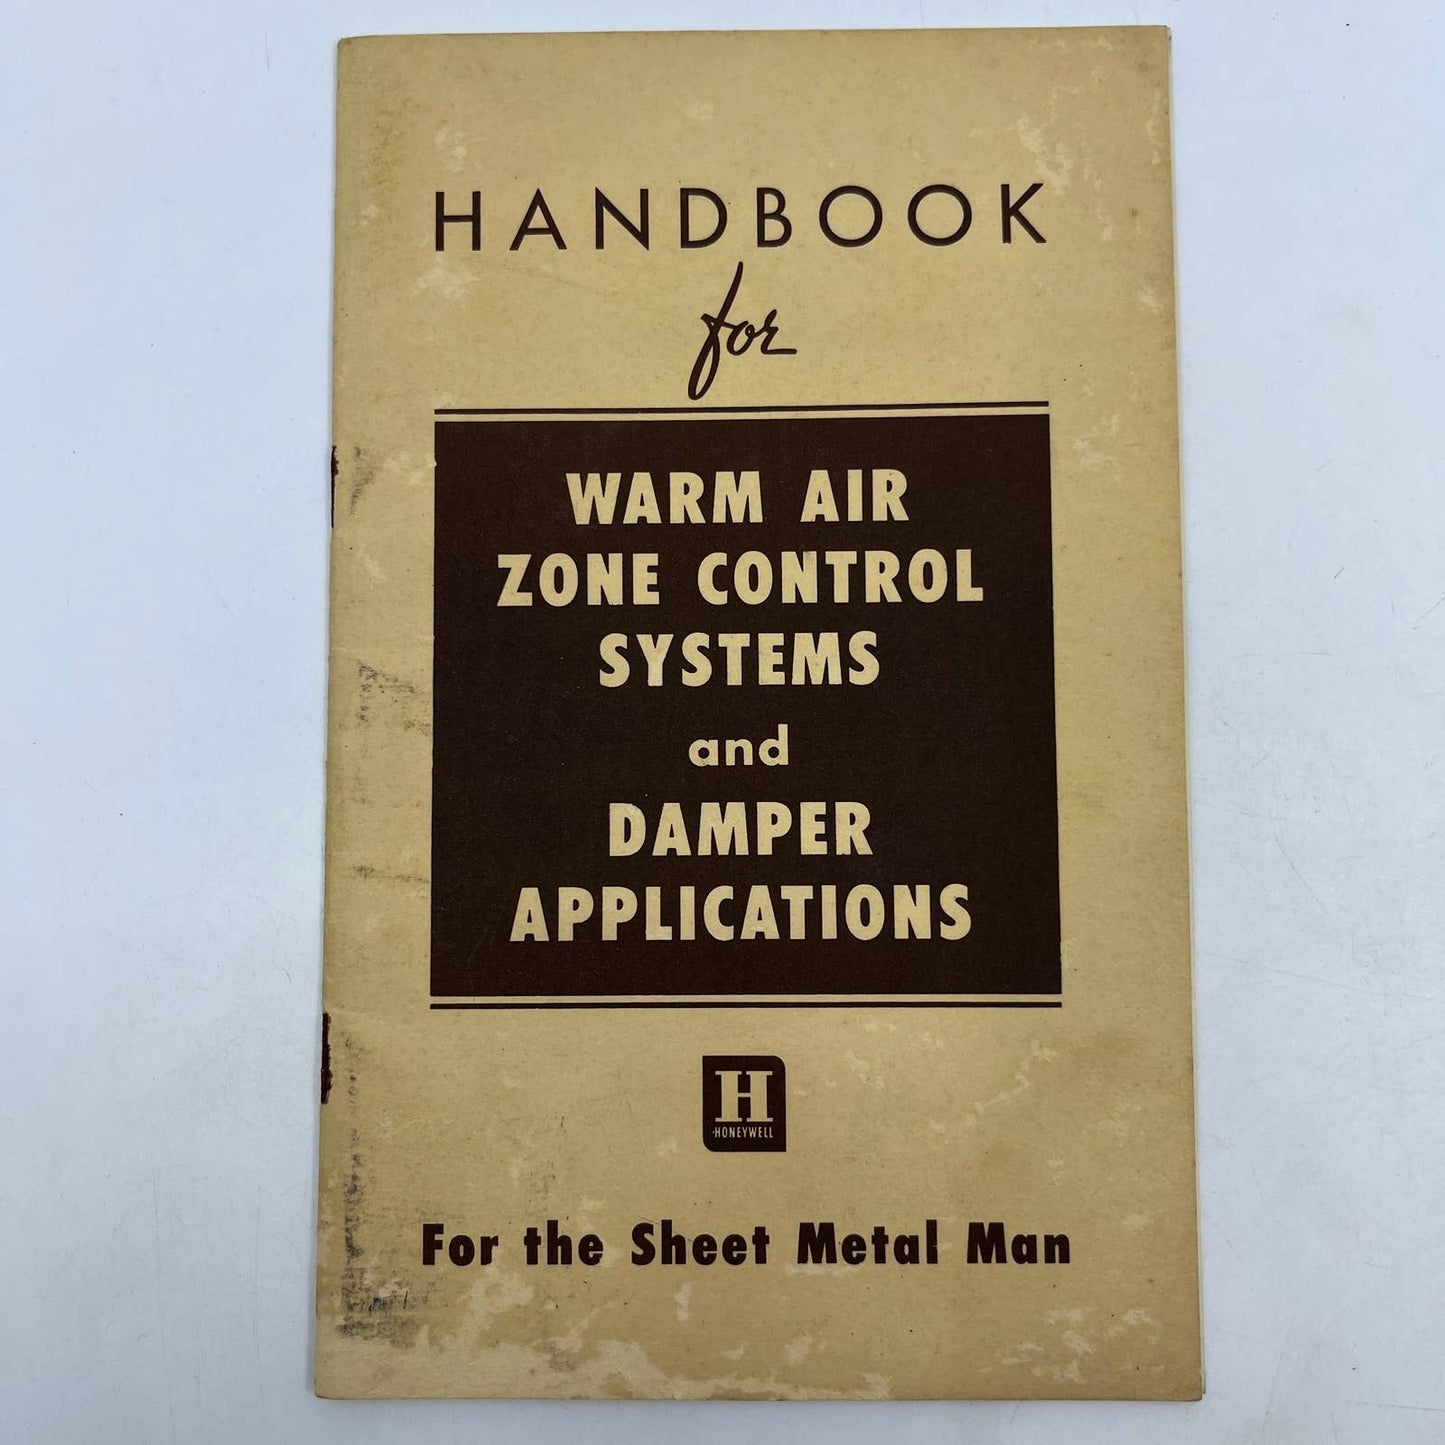 HANDBOOK
for
WARM AIR
ZONE CONTROL
SYSTEMS
and
DAMPER
APPLICATIONS
H
HONEYWELL
For the Sheet Metal Man